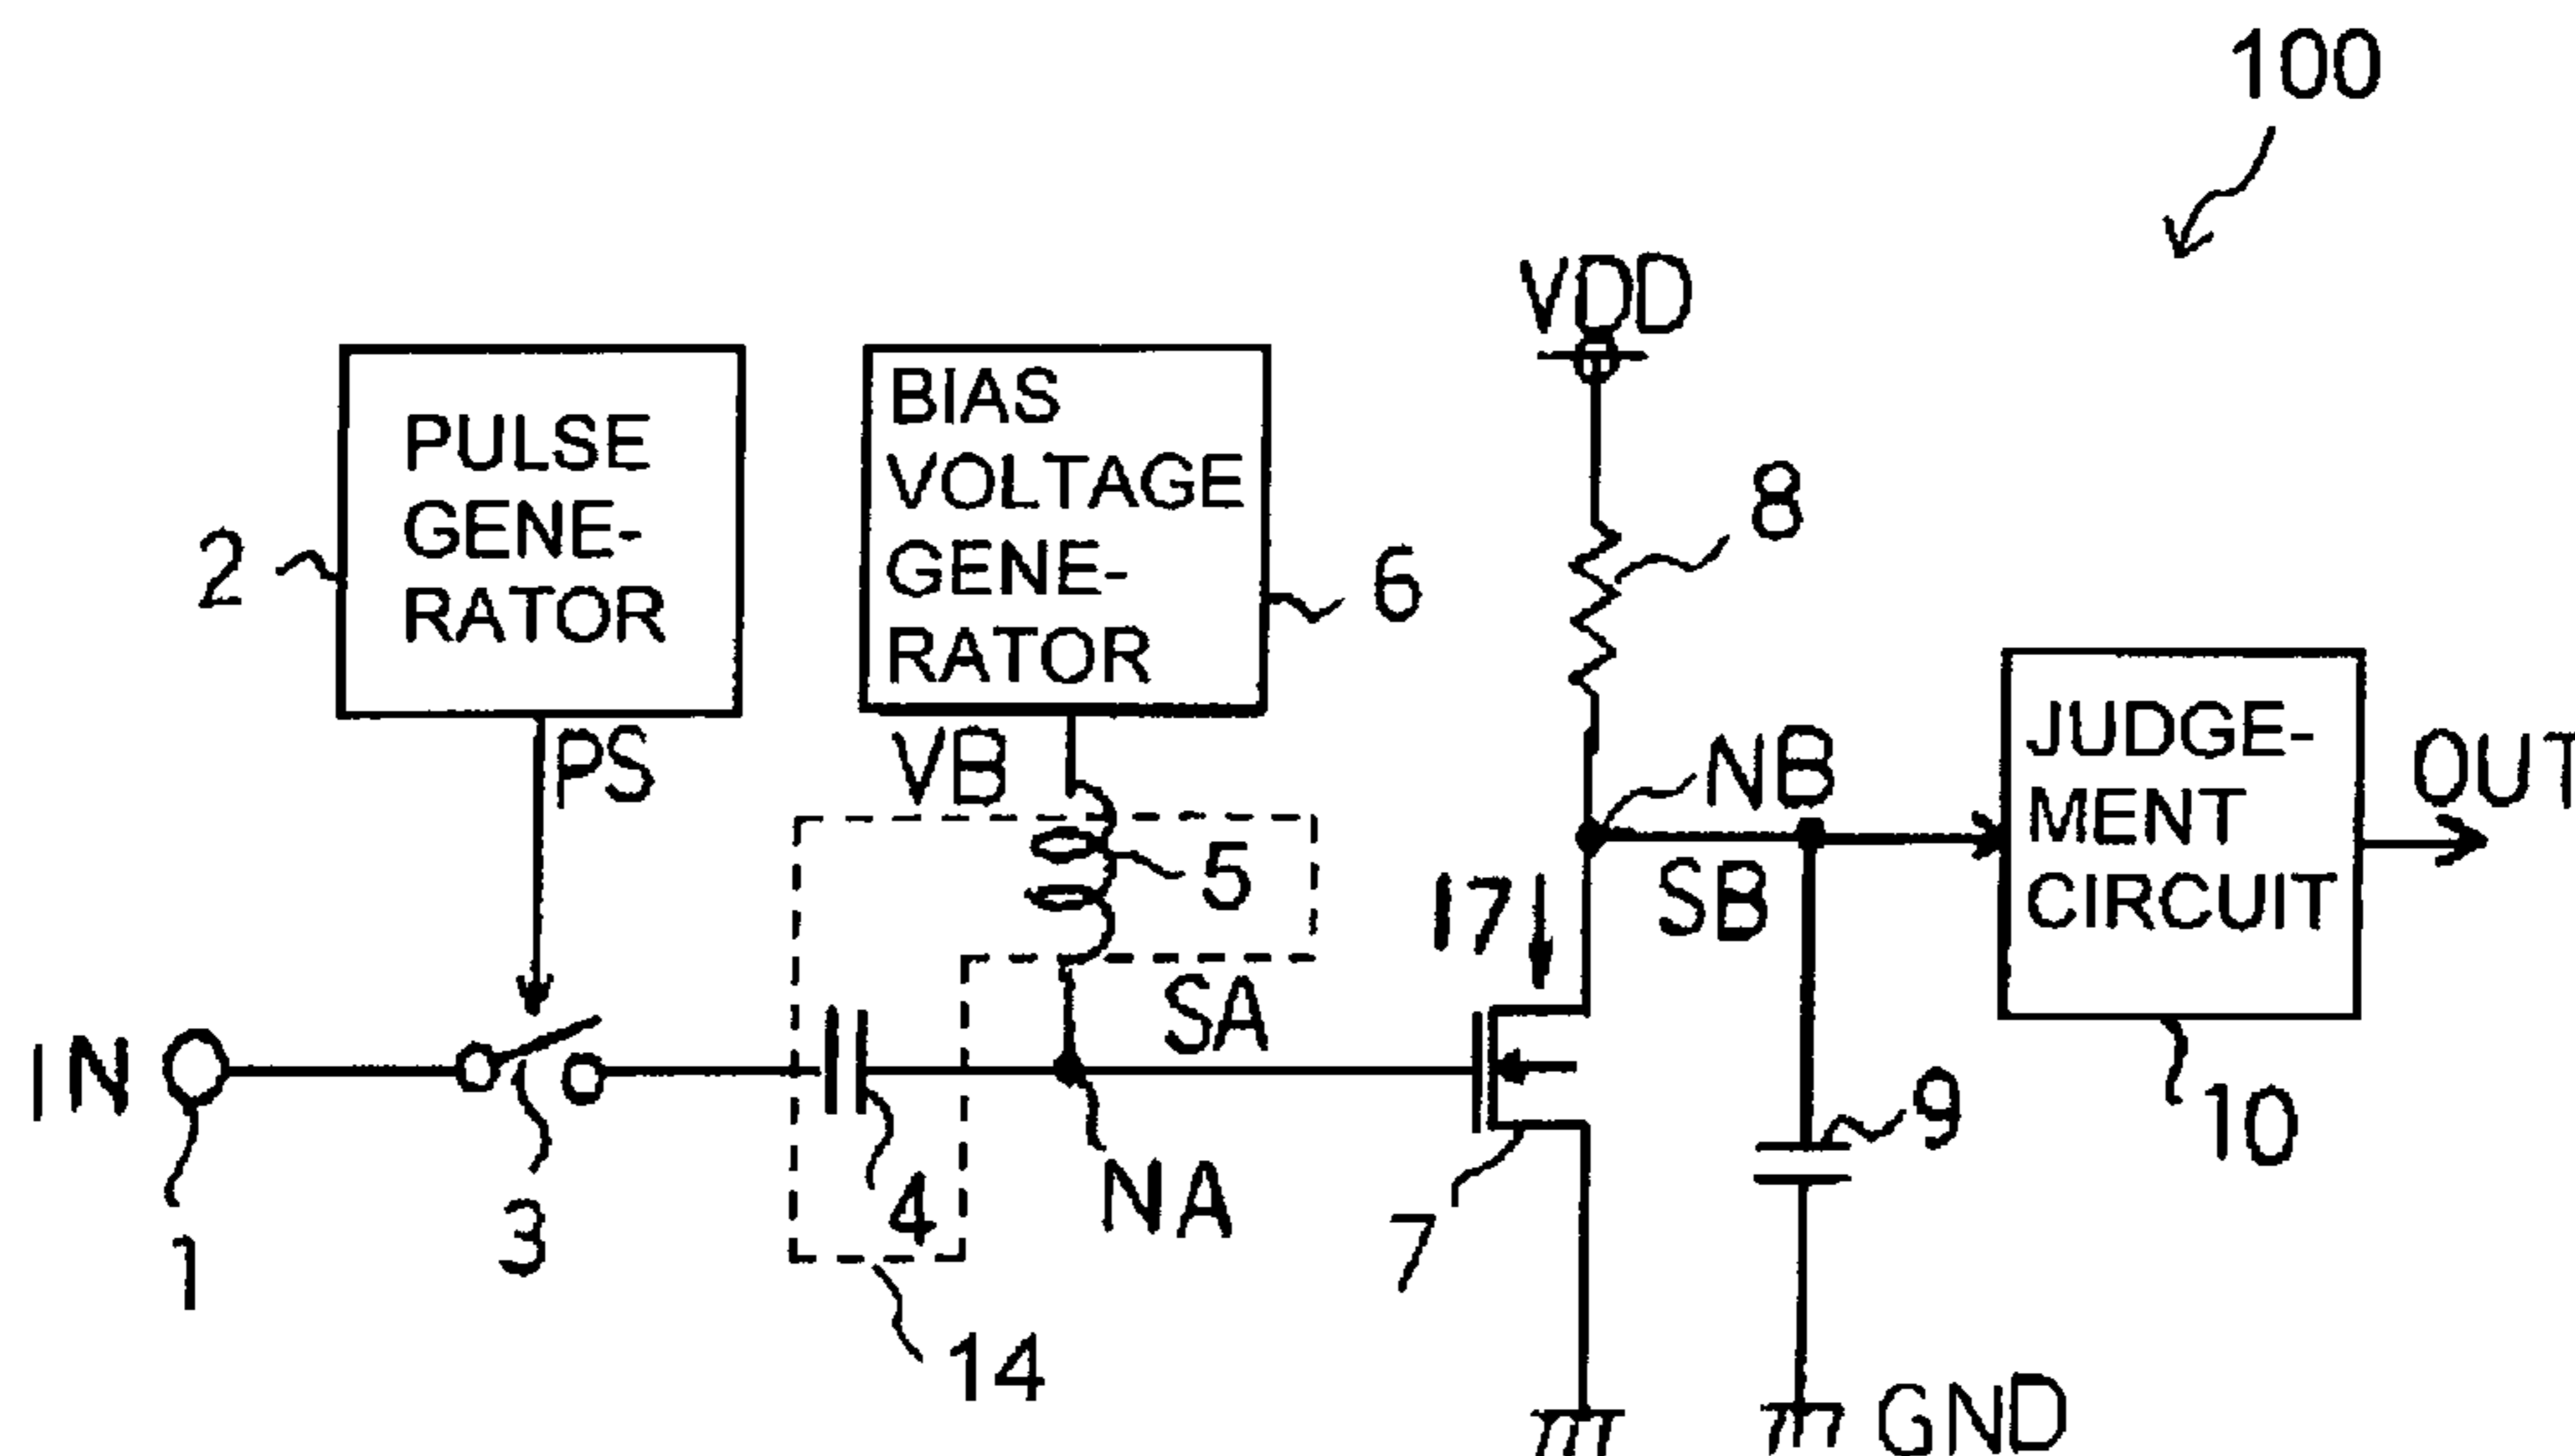 100
VDD
PULSE
GENE-
RATOR
2
BIAS
VOLTAGE
GENE-
RATOR
6
8
PS
VB
5
NB
SB
JUDGE-
MENT
CIRCUIT
OUT
I7
SA
IN
1
3
4
NA
7
9
10
14
GND